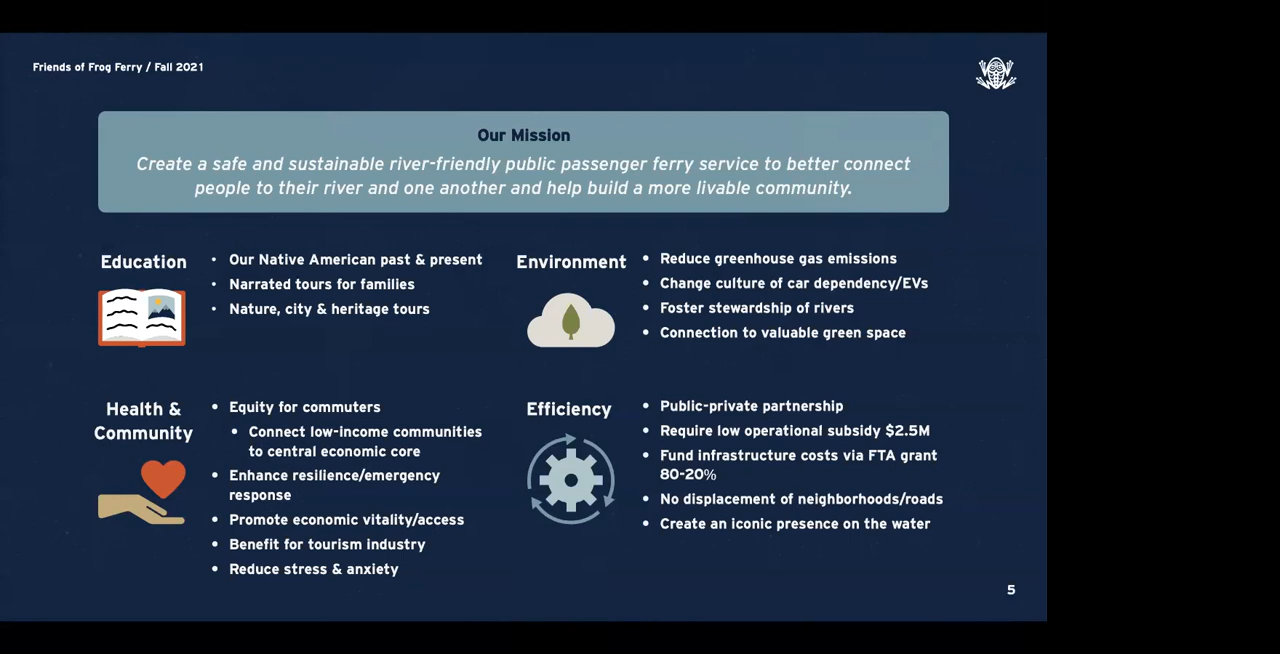 Friends of Frog Ferry / Fall 2021
Our Mission
Create a safe and sustainable river-friendly public passenger ferry service to better connect
people to their river and one another and help build a more livable community.
Education
• Our Native American past & present
• Narrated tours for families
• Nature, city & heritage tours
Environment
• Reduce greenhouse gas emissions
• Change culture of car dependency/EVs
• Foster stewardship of rivers
• Connection to valuable green space
Health &
Community
• Equity for commuters
• Connect low-income communities
to central economic core
• Enhance resilience/emergency
response
• Promote economic vitality/access
• Benefit for tourism industry
• Reduce stress & anxiety
Efficiency
• Public-private partnership
• Require low operational subsidy $2.5M
• Fund infrastructure costs via FTA grant
80-20%
• No displacement of neighborhoods/roads
• Create an iconic presence on the water
5